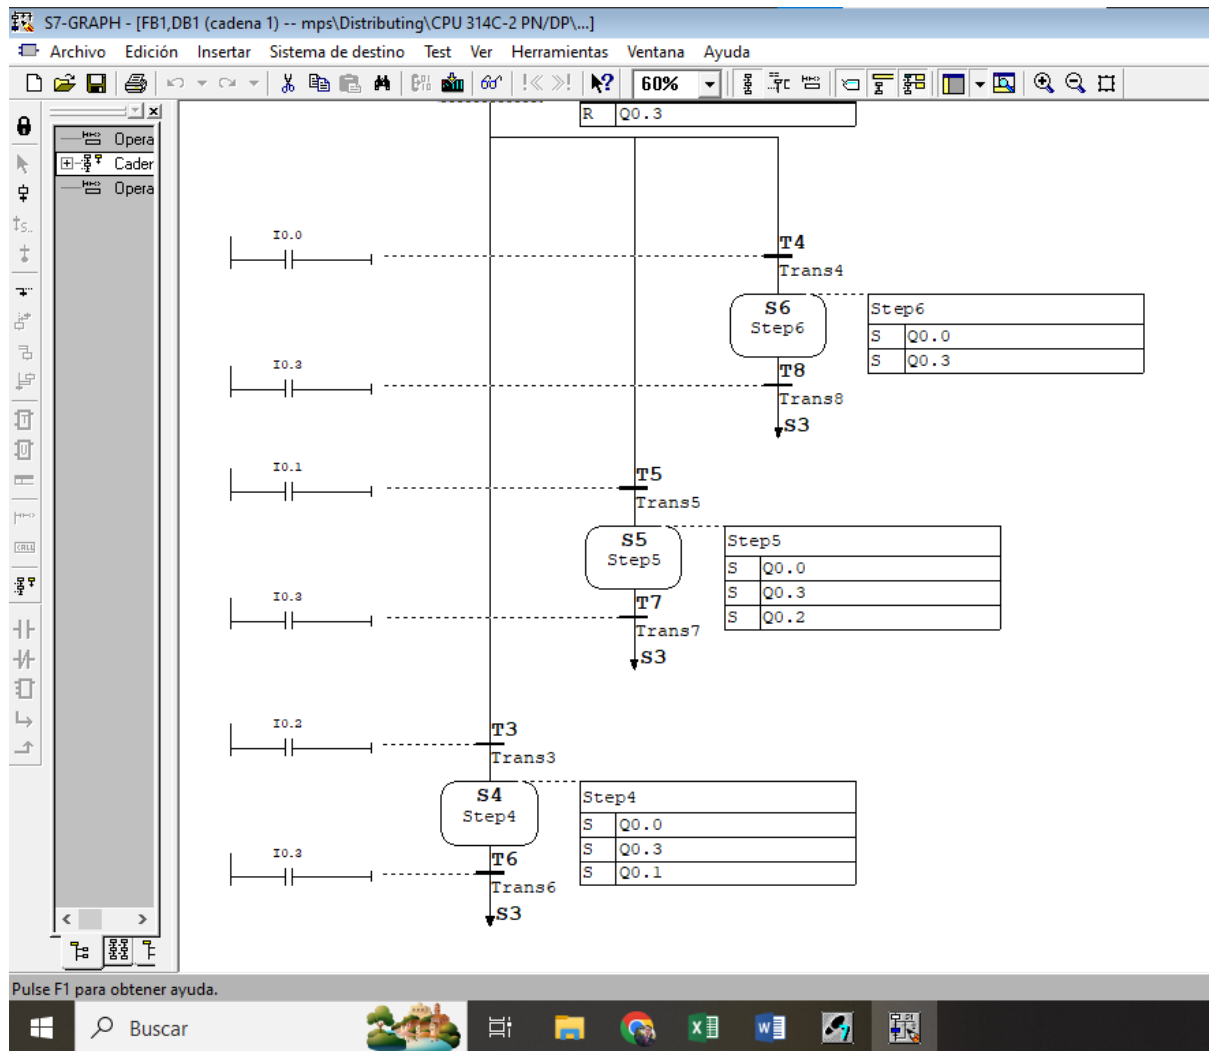 S7-GRAPH - [FB1,DB1 (cadena 1) -- mps\Distributing\CPU 314C-2 PN/DP\...]
Archivo Edición Insertar Sistema de destino Test Ver Herramientas Ventana Ayuda
60%
Opera
Cader
Opera
R Q0.3
I0.0
T4
Trans4
S6
Step6
Step6
S Q0.0
S Q0.3
I0.3
T8
Trans8
S3
I0.1
T5
Trans5
S5
Step5
Step5
S Q0.0
S Q0.3
S Q0.2
I0.3
T7
Trans7
S3
I0.2
T3
Trans3
S4
Step4
Step4
S Q0.0
S Q0.3
S Q0.1
I0.3
T6
Trans6
S3
Pulse F1 para obtener ayuda.
Buscar